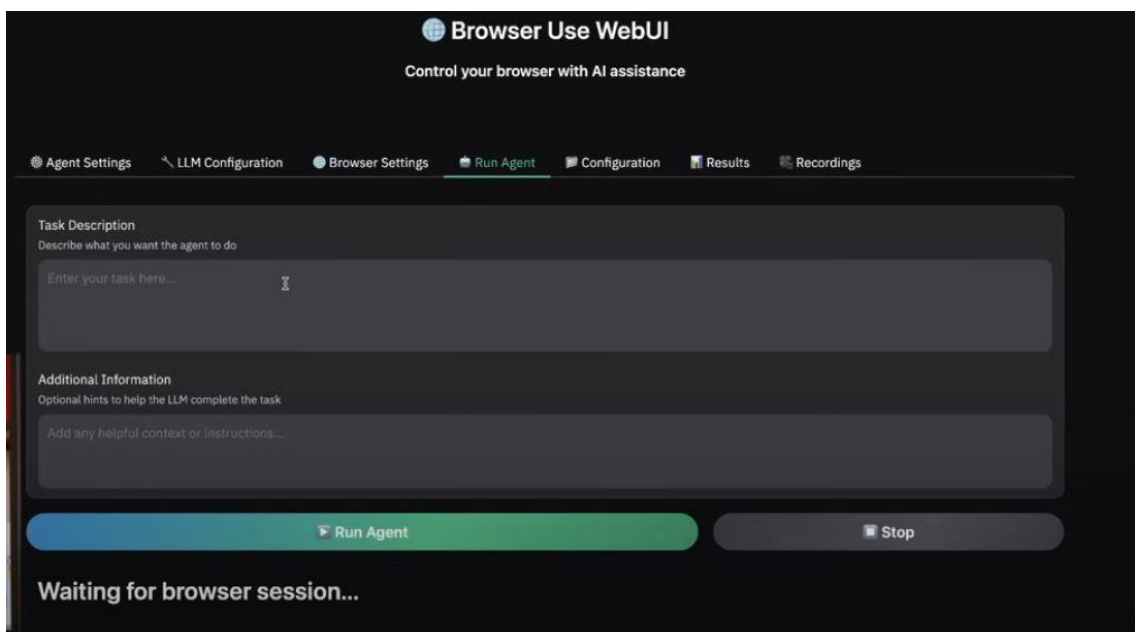 Browser Use WebUI
Control your browser with AI assistance
Agent Settings LLM Configuration Browser Settings Run Agent Configuration Results Recordings
Task Description
Describe what you want the agent to do
Enter your task here...
Additional Information
Optional hints to help the LLM complete the task
Add any helpful context or instructions...
Run Agent Stop
Waiting for browser session...